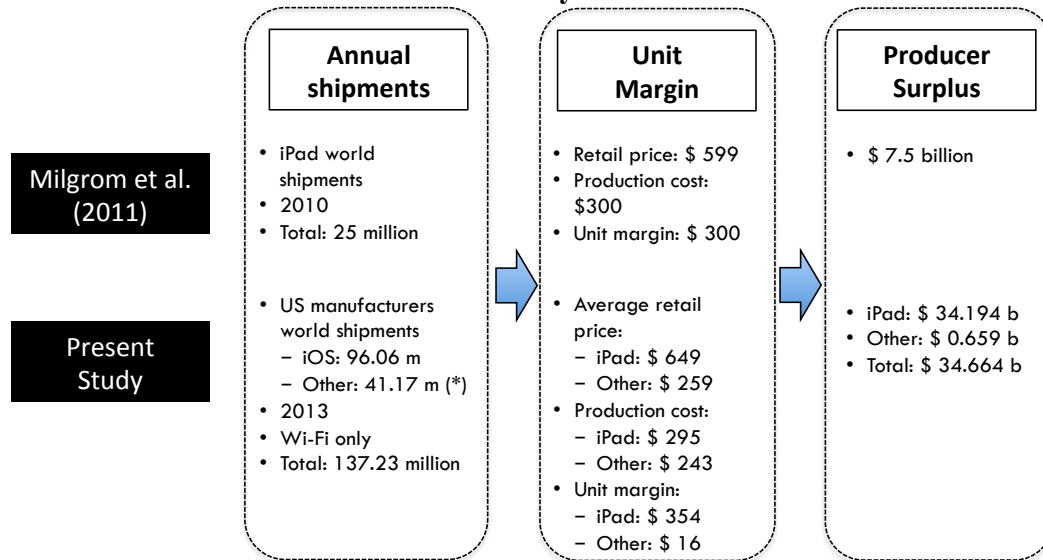 Annual
shipments
Unit
Margin
Producer
Surplus
Milgrom et al.
(2011)
• iPad world
shipments
• 2010
• Total: 25 million
• Retail price: $ 599
• Production cost:
$300
• Unit margin: $ 300
• $ 7.5 billion
Present
Study
• US manufacturers
world shipments
– iOS: 96.06 m
– Other: 41.17 m (*)
• 2013
• Wi-Fi only
• Total: 137.23 million
• Average retail
price:
– iPad: $ 649
– Other: $ 259
• Production cost:
– iPad: $ 295
– Other: $ 243
• Unit margin:
– iPad: $ 354
– Other: $ 16
• iPad: $ 34.194 b
• Other: $ 0.659 b
• Total: $ 34.664 b